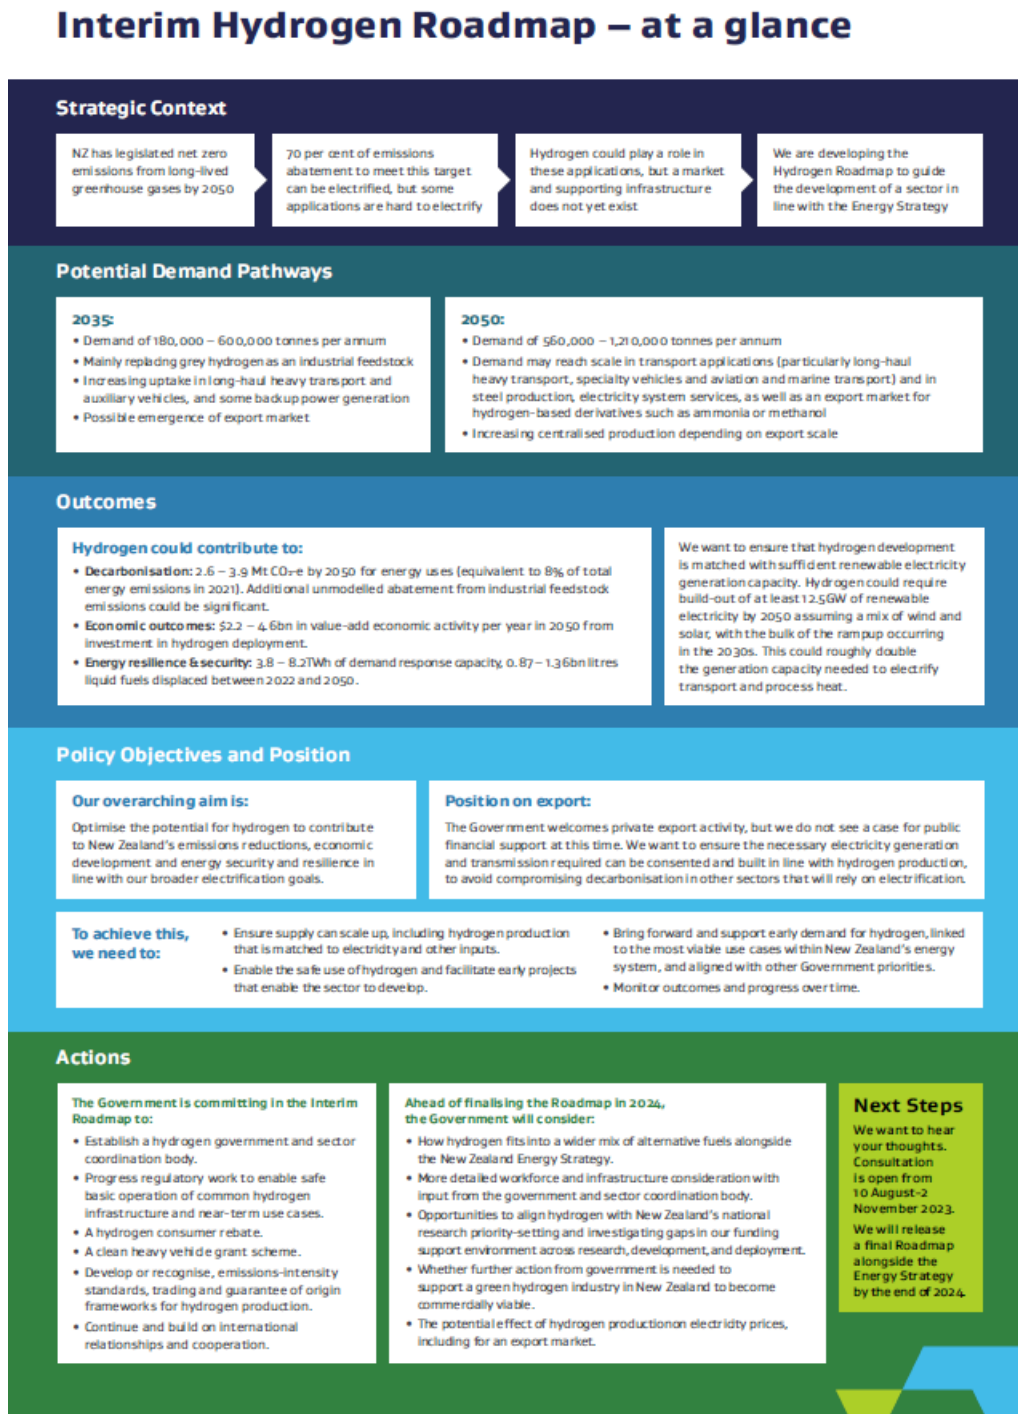 Interim Hydrogen Roadmap – at a glance
Strategic Context
NZ has legislated net zero
emissions from long-lived
greenhouse gases by 2050
70 per cent of emissions
abatement to meet this target
can be electrified, but some
applications are hard to electrify
Hydrogen could play a role in
these applications, but a market
and supporting infrastructure
does not yet exist
We are developing the
Hydrogen Roadmap to guide
the development of a sector in
line with the Energy Strategy
Potential Demand Pathways
2035:
• Demand of 180,000 – 600,000 tonnes per annum
• Mainly replacing grey hydrogen as an industrial feedstock
• Increasing uptake in long-haul heavy transport and
auxiliary vehicles, and some backup power generation
• Possible emergence of export market
2050:
• Demand of 560,000 – 1,210,000 tonnes per annum
• Demand may reach scale in transport applications (particularly long-haul
heavy transport, specialty vehicles and aviation and marine transport) and in
steel production, electricity system services, as well as an export market for
hydrogen-based derivatives such as ammonia or methanol
• Increasing centralised production depending on export scale
Outcomes
Hydrogen could contribute to:
• Decarbonisation: 2.6 – 3.9 Mt CO₂-e by 2050 for energy uses (equivalent to 8% of total
energy emissions in 2021). Additional unmodelled abatement from industrial feedstock
emissions could be significant.
• Economic outcomes: $2.2 – 4.6bn in value-add economic activity per year in 2050 from
investment in hydrogen deployment.
• Energy resilience & security: 3.8 – 8.2TWh of demand response capacity, 0.87 – 1.36bn litres
liquid fuels displaced between 2022 and 2050.
We want to ensure that hydrogen development
is matched with sufficient renewable electricity
generation capacity. Hydrogen could require
build-out of at least 12.5GW of renewable
electricity by 2050 assuming a mix of wind and
solar, with the bulk of the rampup occurring
in the 2030s. This could roughly double
the generation capacity needed to electrify
transport and process heat.
Policy Objectives and Position
Our overarching aim is:
Optimise the potential for hydrogen to contribute
to New Zealand's emissions reductions, economic
development and energy security and resilience in
line with our broader electrification goals.
Position on export:
The Government welcomes private export activity, but we do not see a case for public
financial support at this time. We want to ensure the necessary electricity generation
and transmission required can be consented and built in line with hydrogen production,
to avoid compromising decarbonisation in other sectors that will rely on electrification.
To achieve this,
we need to:
• Ensure supply can scale up, including hydrogen production
that is matched to electricity and other inputs.
• Enable the safe use of hydrogen and facilitate early projects
that enable the sector to develop.
• Bring forward and support early demand for hydrogen, linked
to the most viable use cases within New Zealand's energy
system, and aligned with other Government priorities.
• Monitor outcomes and progress over time.
Actions
The Government is committing in the Interim
Roadmap to:
• Establish a hydrogen government and sector
coordination body.
• Progress regulatory work to enable safe
basic operation of common hydrogen
infrastructure and near-term use cases.
• A hydrogen consumer rebate.
• A clean heavy vehicle grant scheme.
• Develop or recognise, emissions-intensity
standards, trading and guarantee of origin
frameworks for hydrogen production.
• Continue and build on international
relationships and cooperation.
Ahead of finalising the Roadmap in 2024,
the Government will consider:
• How hydrogen fits into a wider mix of alternative fuels alongside
the New Zealand Energy Strategy.
• More detailed workforce and infrastructure consideration with
input from the government and sector coordination body.
• Opportunities to align hydrogen with New Zealand's national
research priority-setting and investigating gaps in our funding
support environment across research, development, and deployment.
• Whether further action from government is needed to
support a green hydrogen industry in New Zealand to become
commercially viable.
• The potential effect of hydrogen production on electricity prices,
including for an export market.
Next Steps
We want to hear
your thoughts.
Consultation
is open from
10 August–2
November 2023.
We will release
a final Roadmap
alongside the
Energy Strategy
by the end of 2024.